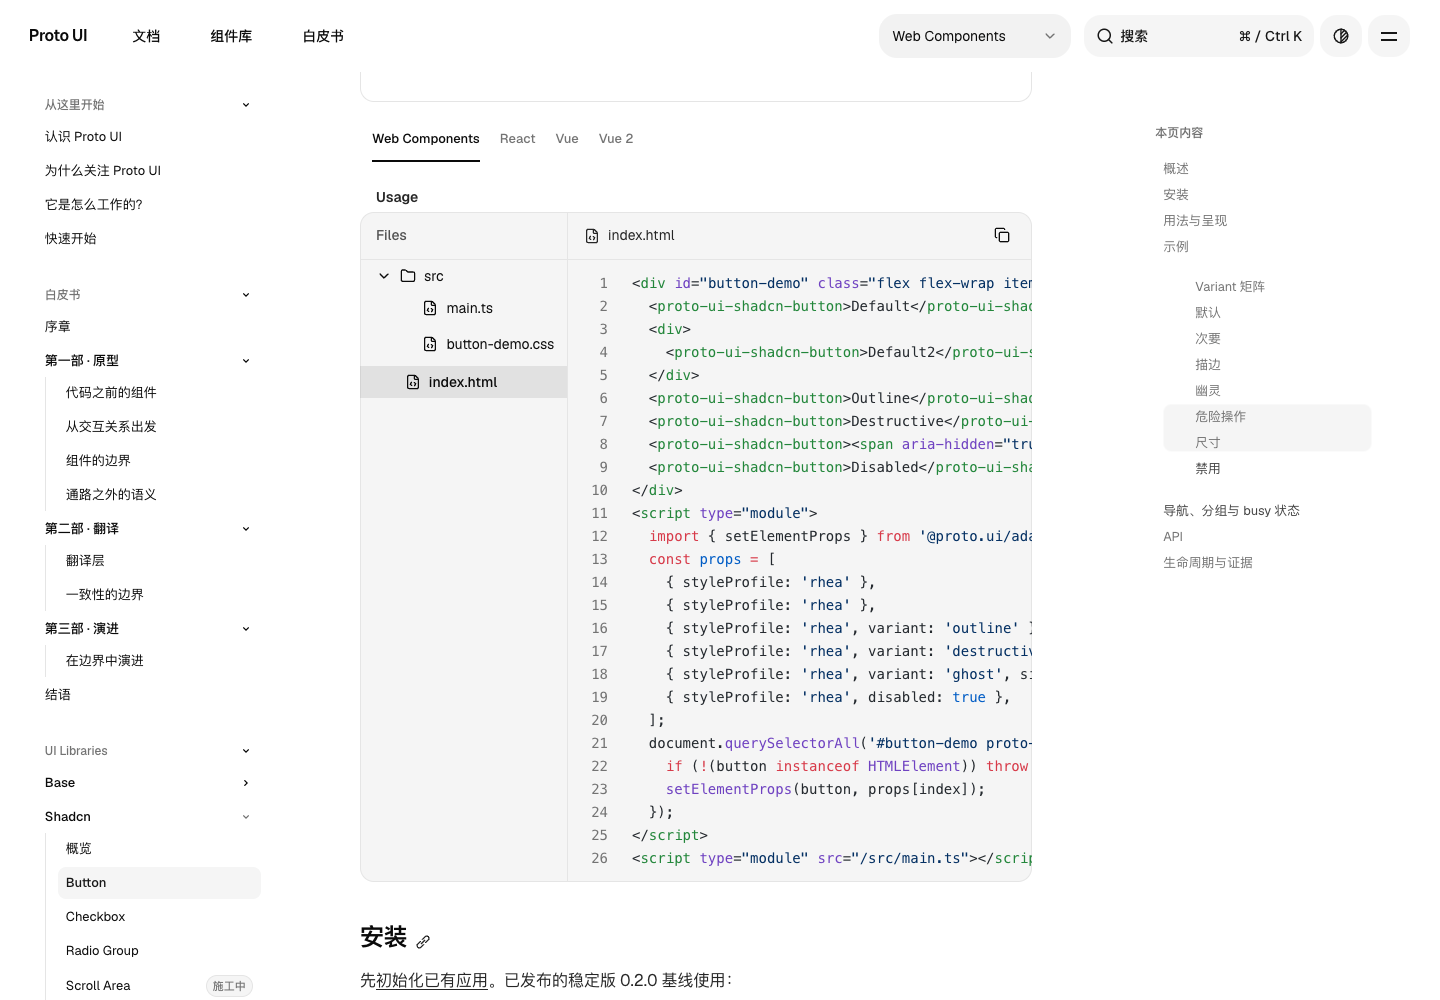 Proto UI
文档
组件库
白皮书
Web Components
搜索
⌘ / Ctrl K
从这里开始
认识 Proto UI
为什么关注 Proto UI
它是怎么工作的?
快速开始
白皮书
序章
第一部 · 原型
代码之前的组件
从交互关系出发
组件的边界
通路之外的语义
第二部 · 翻译
翻译层
一致性的边界
第三部 · 演进
在边界中演进
结语
UI Libraries
Base
Shadcn
概览
Button
Checkbox
Radio Group
Scroll Area 施工中
Web Components React Vue Vue 2
Usage
Files
src
main.ts
button-demo.css
index.html
index.html
1 <div id="button-demo" class="flex flex-wrap item
2 <proto-ui-shadcn-button>Default</proto-ui-shad
3 <div>
4 <proto-ui-shadcn-button>Default2</proto-ui-s
5 </div>
6 <proto-ui-shadcn-button>Outline</proto-ui-shad
7 <proto-ui-shadcn-button>Destructive</proto-ui-
8 <proto-ui-shadcn-button><span aria-hidden="tru
9 <proto-ui-shadcn-button>Disabled</proto-ui-sha
10 </div>
11 <script type="module">
12 import { setElementProps } from '@proto.ui/ada
13 const props = [
14 { styleProfile: 'rhea' },
15 { styleProfile: 'rhea' },
16 { styleProfile: 'rhea', variant: 'outline' }
17 { styleProfile: 'rhea', variant: 'destructiv
18 { styleProfile: 'rhea', variant: 'ghost', si
19 { styleProfile: 'rhea', disabled: true },
20 ];
21 document.querySelectorAll('#button-demo proto-
22 if (!(button instanceof HTMLElement)) throw
23 setElementProps(button, props[index]);
24 });
25 </script>
26 <script type="module" src="/src/main.ts"></scrip
安装
先初始化已有应用。已发布的稳定版 0.2.0 基线使用：
本页内容
概述
安装
用法与呈现
示例
Variant 矩阵
默认
次要
描边
幽灵
危险操作
尺寸
禁用
导航、分组与 busy 状态
API
生命周期与证据